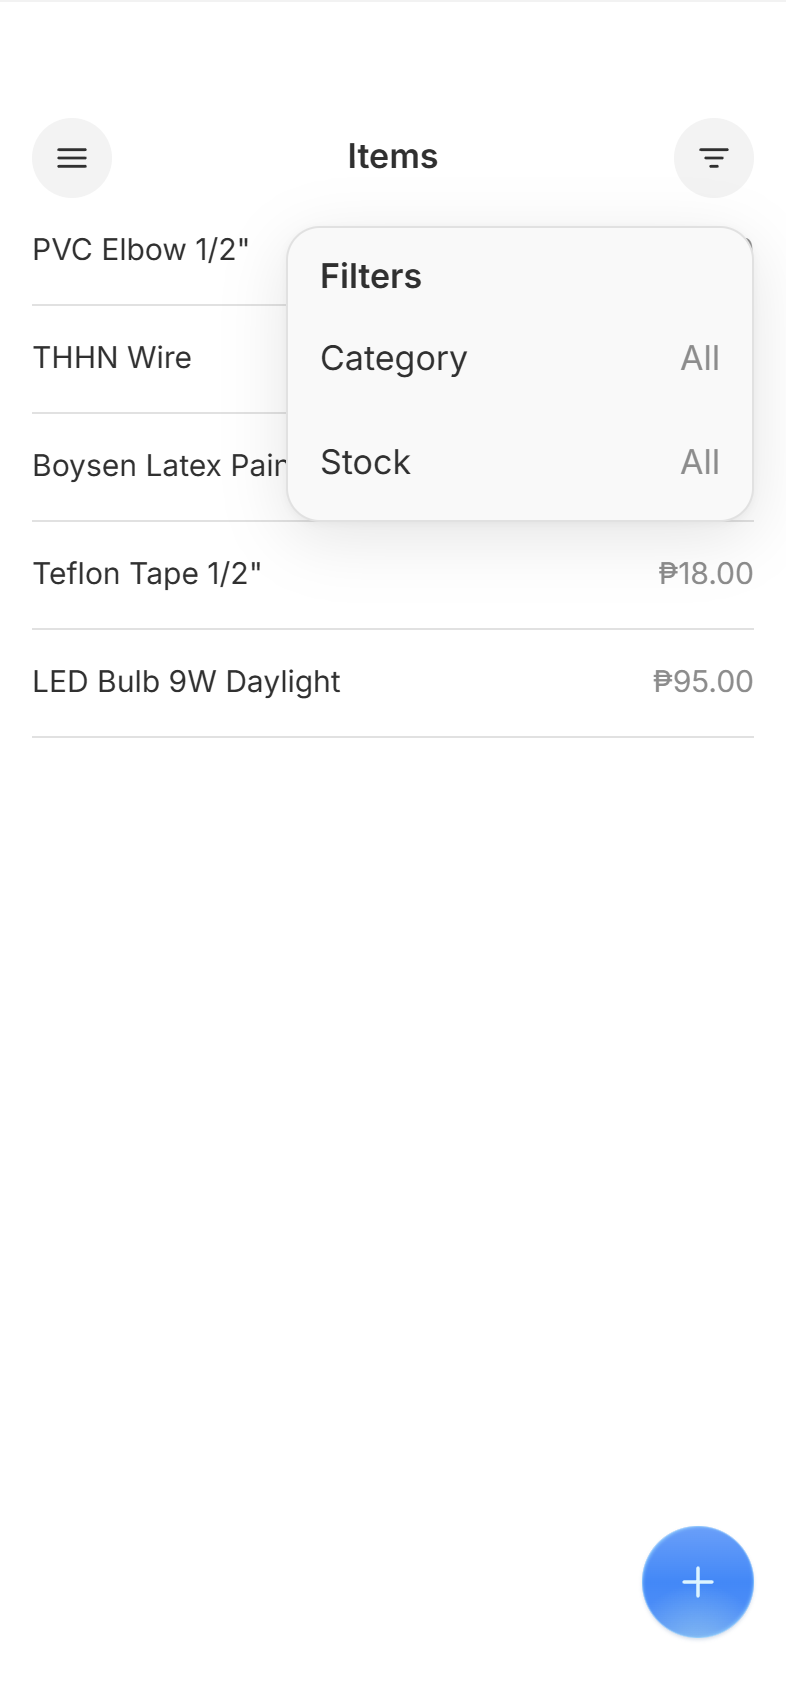 Items
PVC Elbow 1/2"
Filters
THHN Wire
Category All
Boysen Latex
Stock All
Teflon Tape 1/2" ₱18.00
LED Bulb 9W Daylight ₱95.00